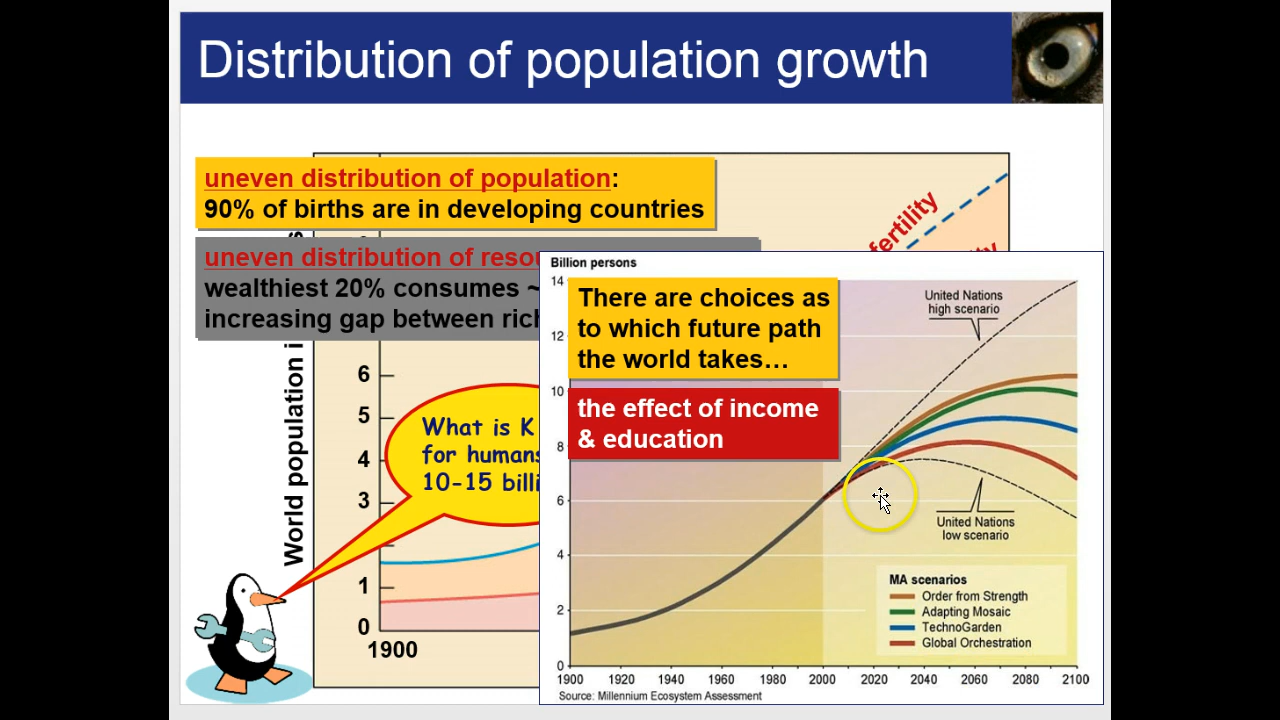 Distribution of population growth
uneven distribution of population:
90% of births are in developing countries
uneven distribution of
wealthiest 20% consumes ~
increasing gap between
World population
fertility
6
5
4
3
1
0
1900
What is K
for humans
10-15
Billion persons
14
12
10
8
6
4
2
0
There are choices as
to which future path
the world takes…
the effect of income
& education
United Nations
high scenario
United Nations
low scenario
MA scenarios
Order from Strength
Adapting Mosaic
TechnoGarden
Global Orchestration
1900 1920 1940 1960 1980 2000 2020 2040 2060 2080 2100
Source: Millennium Ecosystem Assessment